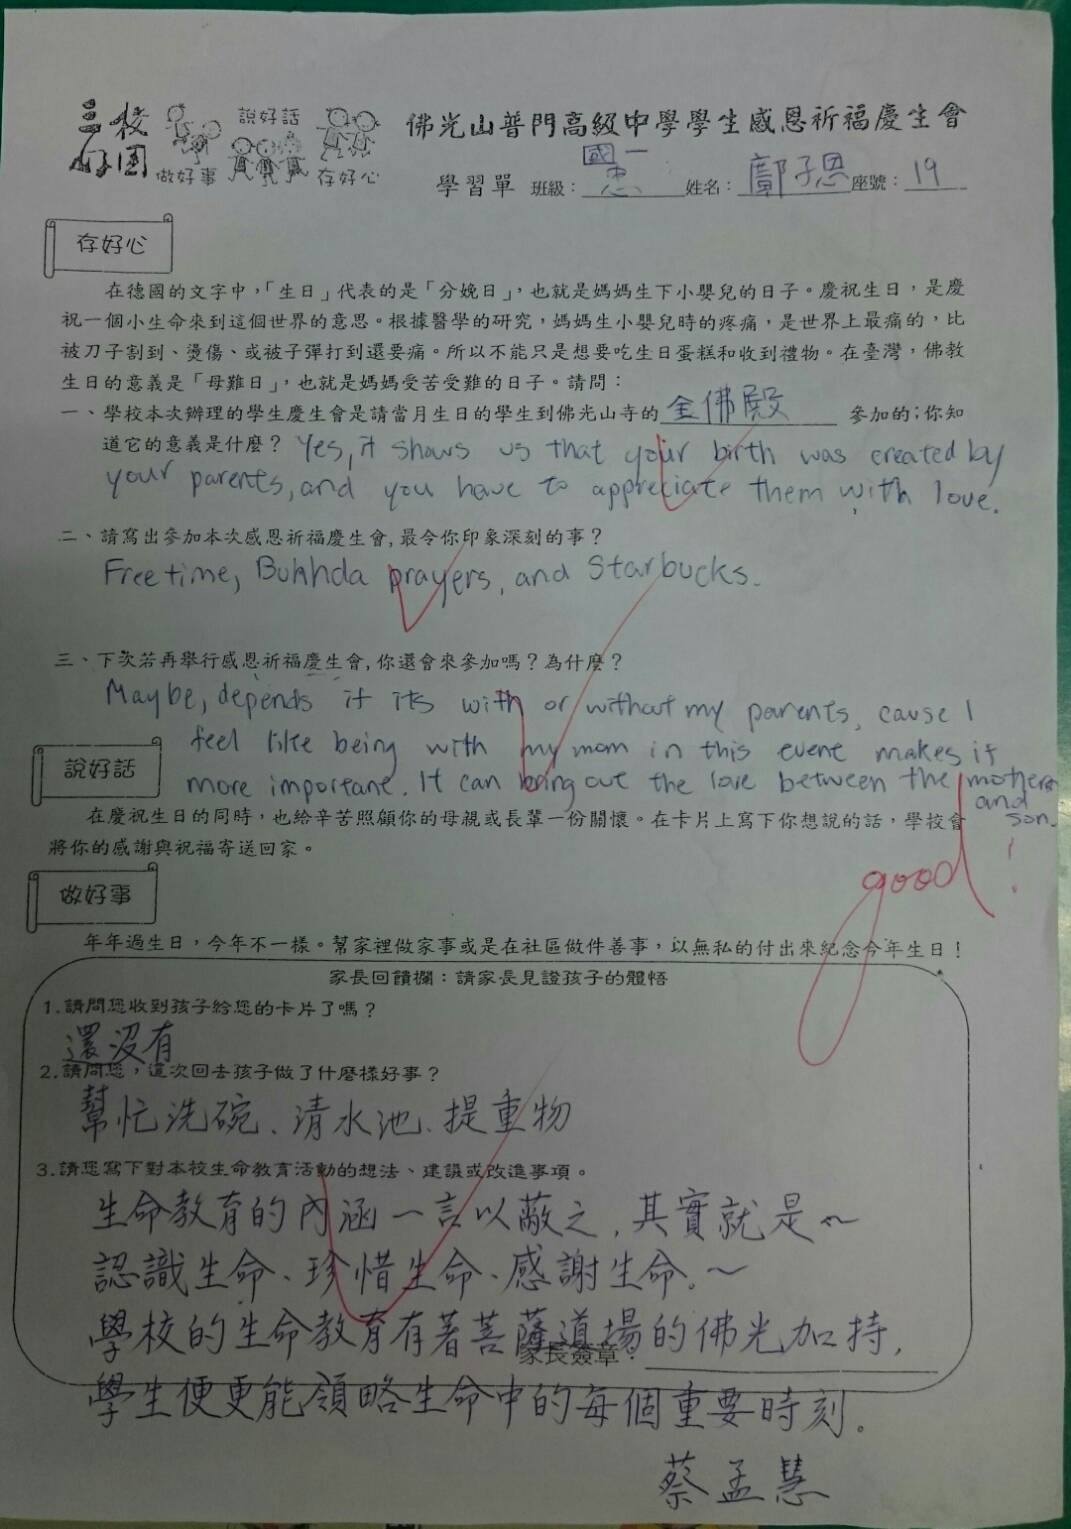 三好校園
做好事
說好話
存好心
佛光山普門高級中學學生感恩祈福慶生會
學習單 班級：國一惠 姓名：鄺子恩 座號：19
存好心
在德國的文字中，「生日」代表的是「分娩日」，也就是媽媽生下小嬰兒的日子。慶祝生日，是慶
祝一個小生命來到這個世界的意思。根據醫學的研究，媽媽生小嬰兒時的疼痛，是世界上最痛的，比
被刀子割到、燙傷、或被子彈打到還要痛。所以不能只是想要吃生日蛋糕和收到禮物。在臺灣，佛教
生日的意義是「母難日」，也就是媽媽受苦受難的日子。請問：
一、學校本次辦理的學生慶生會是請當月生日的學生到佛光山寺的 金佛殿 參加的；你知
道它的意義是什麼？ Yes, it shows us that your birth was created by
your parents, and you have to appreciate them with love.
二、請寫出參加本次感恩祈福慶生會，最令你印象深刻的事？
Free time, Buhhda prayers, and Starbucks.
三、下次若再舉行感恩祈福慶生會，你還會來參加嗎？為什麼？
Maybe, depends if its with or without my parents, cause I
feel like being with my mom in this event makes it
more important. It can bring out the love between the mother
and
son.
說好話
在慶祝生日的同時，也給辛苦照顧你的母親或長輩一份關懷。在卡片上寫下你想說的話，學校會
將你的感謝與祝福寄送回家。
good!
做好事
年年過生日，今年不一樣。幫家裡做家事或是在社區做件善事，以無私的付出來紀念今年生日！
家長回饋欄：請家長見證孩子的體悟
1.請問您收到孩子給您的卡片了嗎？
還沒有
2.請問您，這次回去孩子做了什麼樣好事？
幫忙洗碗、清水池、提重物
3.請您寫下對本校生命教育活動的想法、建議或改進事項。
生命教育的內涵一言以蔽之，其實就是～
認識生命、珍惜生命、感謝生命。～
學校的生命教育有著菩薩道場的佛光加持，
家長簽章：
學生便更能領略生命中的每個重要時刻。
蔡孟慧